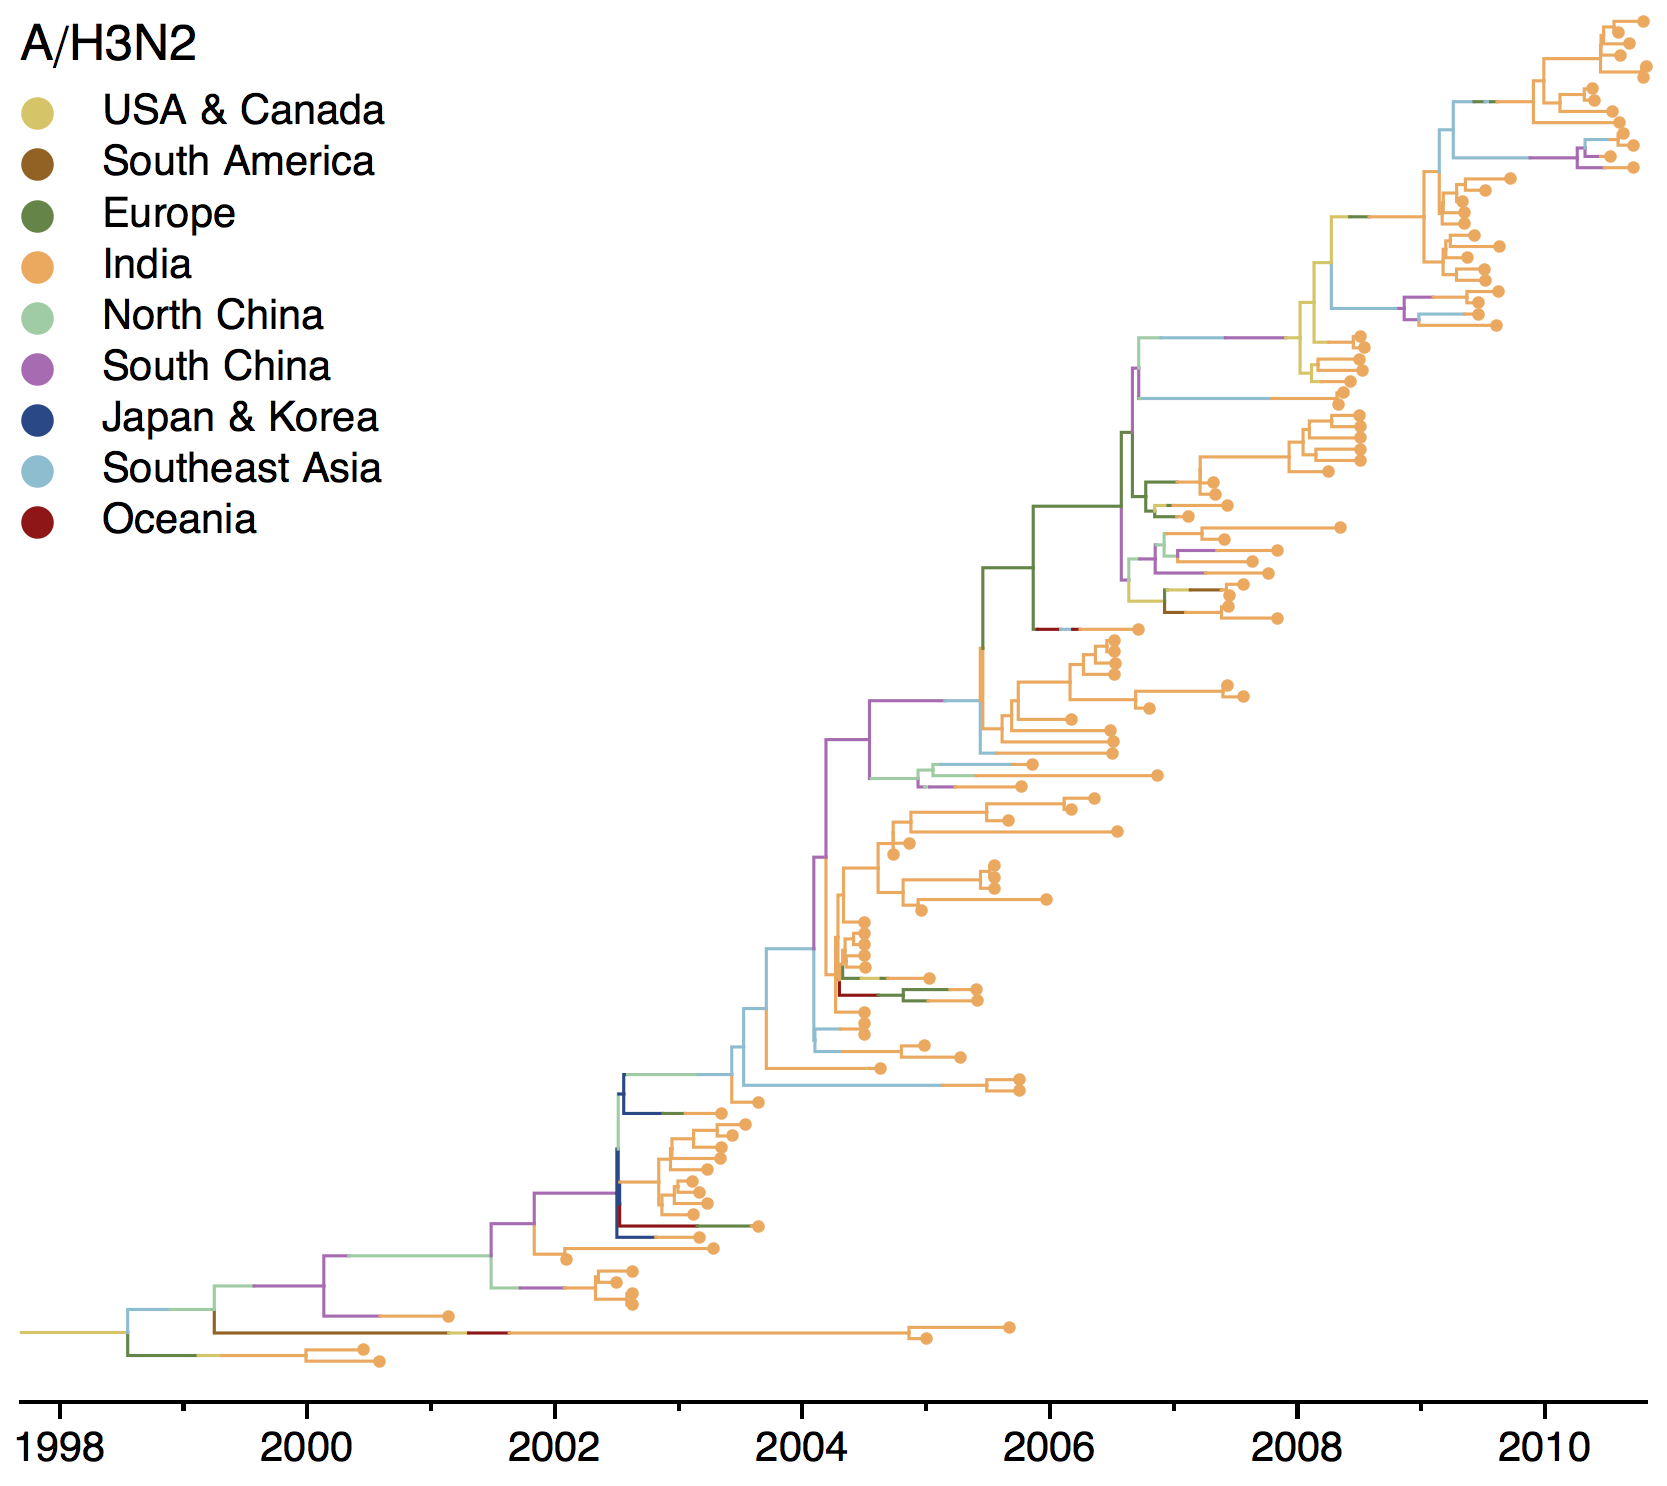 A/H3N2
USA & Canada
South America
Europe
India
North China
South China
Japan & Korea
Southeast Asia
Oceania
1998 2000 2002 2004 2006 2008 2010